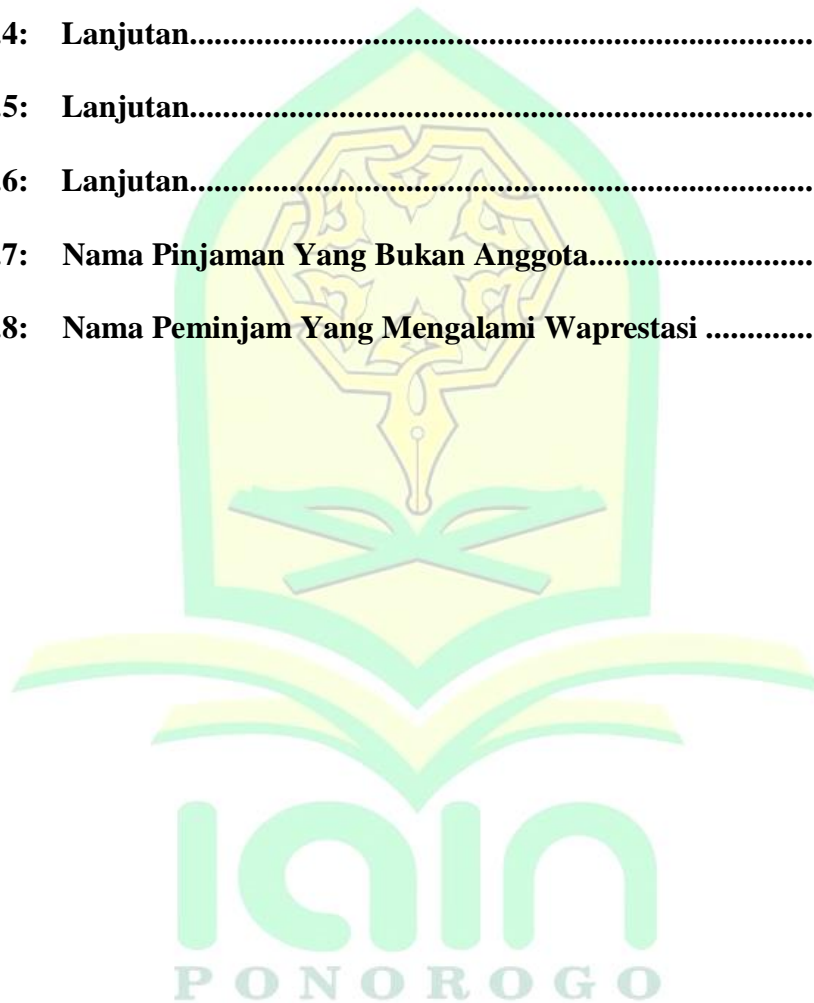 .4: Lanjutan............................................................................
.5: Lanjutan............................................................................
.6: Lanjutan............................................................................
.7: Nama Pinjaman Yang Bukan Anggota...........................
.8: Nama Peminjam Yang Mengalami Waprestasi .............
iain
PONOROGO